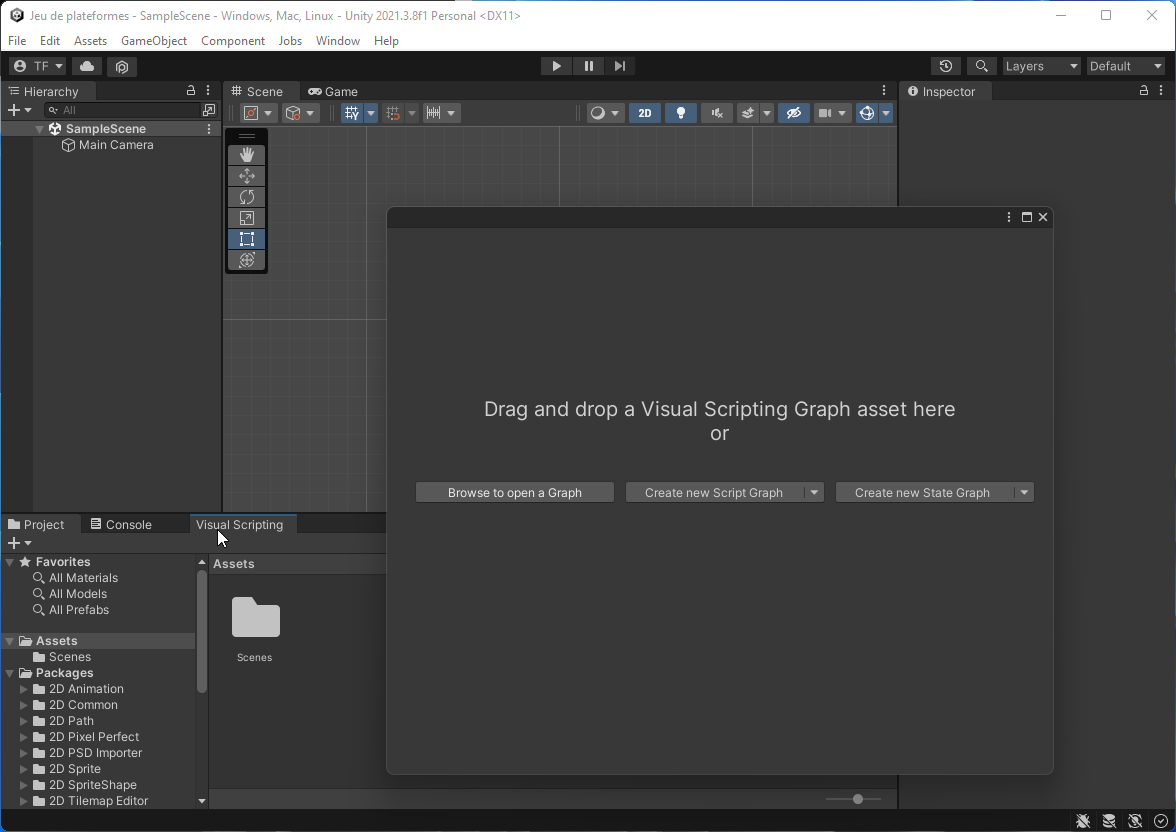 Jeu de plateformes - SampleScene - Windows, Mac, Linux - Unity 2021.3.8f1 Personal <DX11>
File Edit Assets GameObject Component Jobs Window Help
TF Layers Default
Hierarchy
All
SampleScene
Main Camera
Scene Game
2D
Inspector
Drag and drop a Visual Scripting Graph asset here
or
Browse to open a Graph Create new Script Graph Create new State Graph
Project Console Visual Scripting
Favorites
All Materials
All Models
All Prefabs
Assets
Scenes
Packages
2D Animation
2D Common
2D Path
2D Pixel Perfect
2D PSD Importer
2D Sprite
2D SpriteShape
2D Tilemap Editor
Assets
Scenes